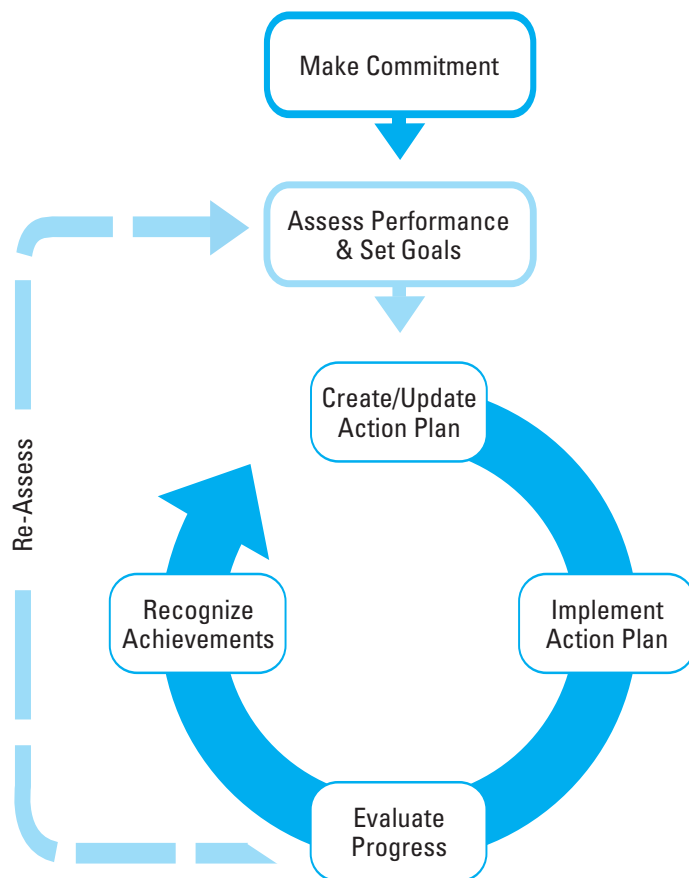 Make Commitment
Assess Performance
& Set Goals
Create/Update
Action Plan
Re-Assess
Recognize
Achievements
Implement
Action Plan
Evaluate
Progress